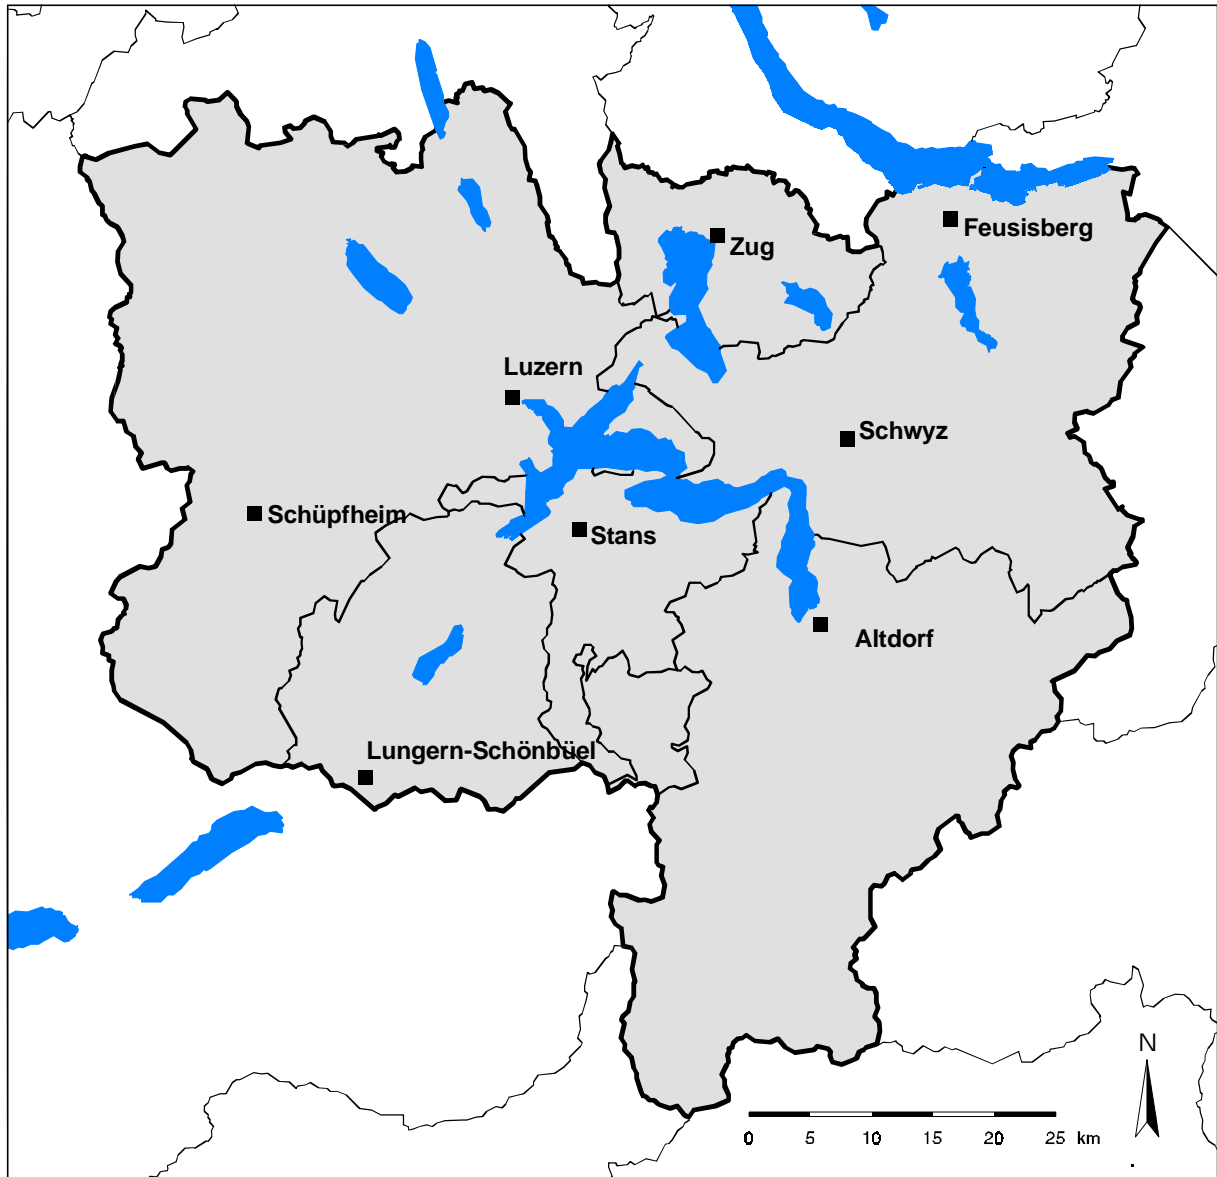 Feusisberg
Zug
Luzern
Schwyz
Schüpfheim
Stans
Altdorf
Lungern-Schönbüel
N
0 5 10 15 20 25 km